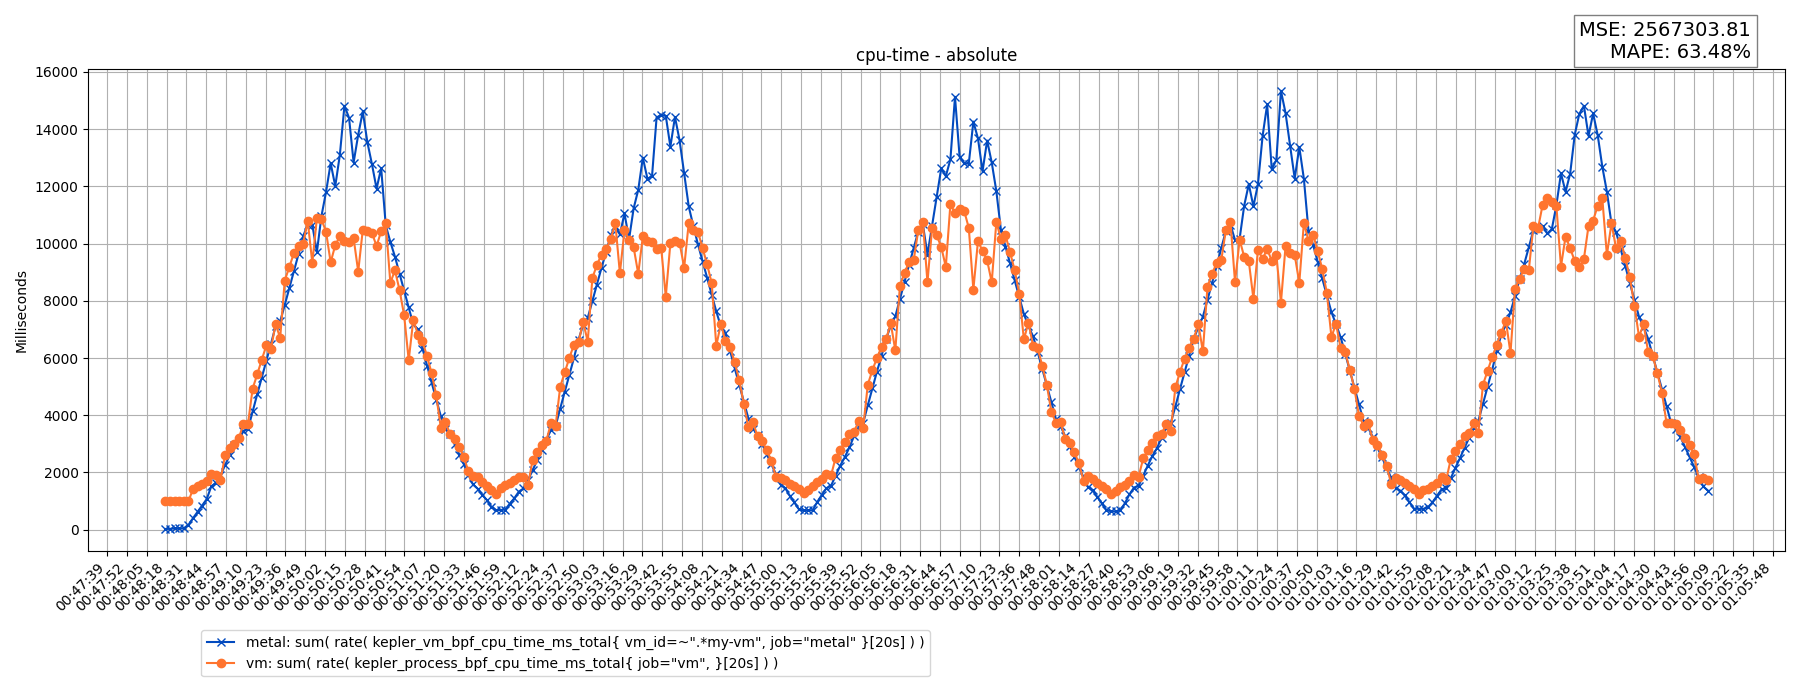 MSE: 2567303.81
MAPE: 63.48%
cpu-time - absolute
Milliseconds
16000
14000
12000
10000
8000
6000
4000
2000
0
00:47:39 00:47:52 00:48:05 00:48:18 00:48:31 00:48:44 00:48:57 00:49:10 00:49:23 00:49:36 00:49:49 00:50:02 00:50:15 00:50:28 00:50:41 00:50:54 00:51:07 00:51:20 00:51:33 00:51:46 00:51:59 00:52:12 00:52:24 00:52:37 00:52:50 00:53:03 00:53:16 00:53:29 00:53:42 00:53:55 00:54:08 00:54:21 00:54:34 00:54:47 00:55:00 00:55:13 00:55:26 00:55:39 00:55:52 00:56:05 00:56:18 00:56:31 00:56:44 00:56:57 00:57:10 00:57:23 00:57:36 00:57:48 00:58:01 00:58:14 00:58:27 00:58:40 00:58:53 00:59:06 00:59:19 00:59:32 00:59:45 00:59:58 01:00:11 01:00:24 01:00:37 01:00:50 01:01:03 01:01:16 01:01:29 01:01:42 01:01:55 01:02:08 01:02:21 01:02:34 01:02:47 01:03:00 01:03:12 01:03:25 01:03:38 01:03:51 01:04:04 01:04:17 01:04:30 01:04:43 01:04:56 01:05:09 01:05:22 01:05:35 01:05:48
metal: sum( rate( kepler_vm_bpf_cpu_time_ms_total{ vm_id=~".*my-vm", job="metal" }[20s] ) )
vm: sum( rate( kepler_process_bpf_cpu_time_ms_total{ job="vm", }[20s] ) )